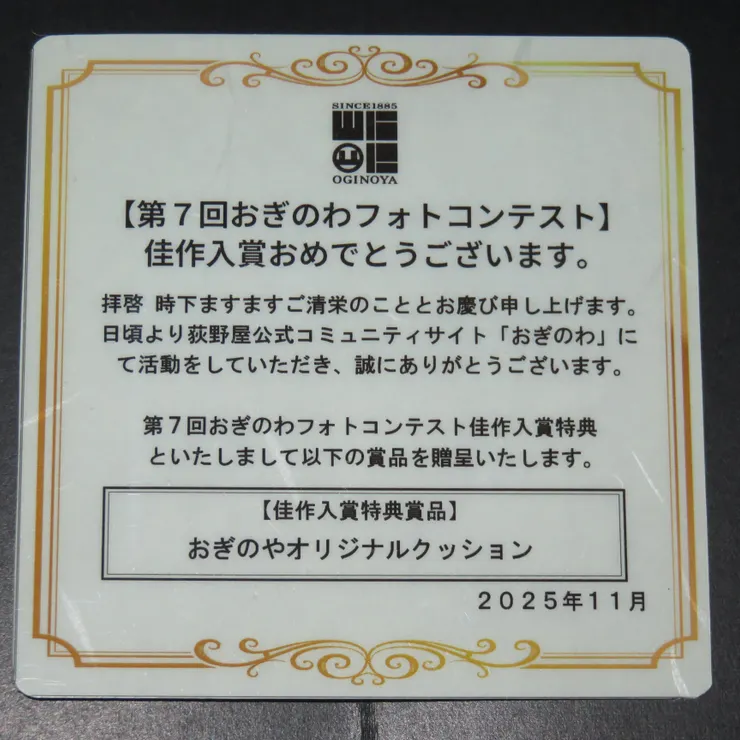 SINCE1885
OGINOYA
【第７回おぎのわフォトコンテスト】
佳作入賞おめでとうございます。
拝啓 時下ますますご清栄のこととお慶び申し上げます。
日頃より荻野屋公式コミュニティサイト「おぎのわ」に
て活動をしていただき、誠にありがとうございます。
第７回おぎのわフォトコンテスト佳作入賞特典
といたしまして以下の賞品を贈呈いたします。
【佳作入賞特典賞品】
おぎのやオリジナルクッション
２０２５年１１月